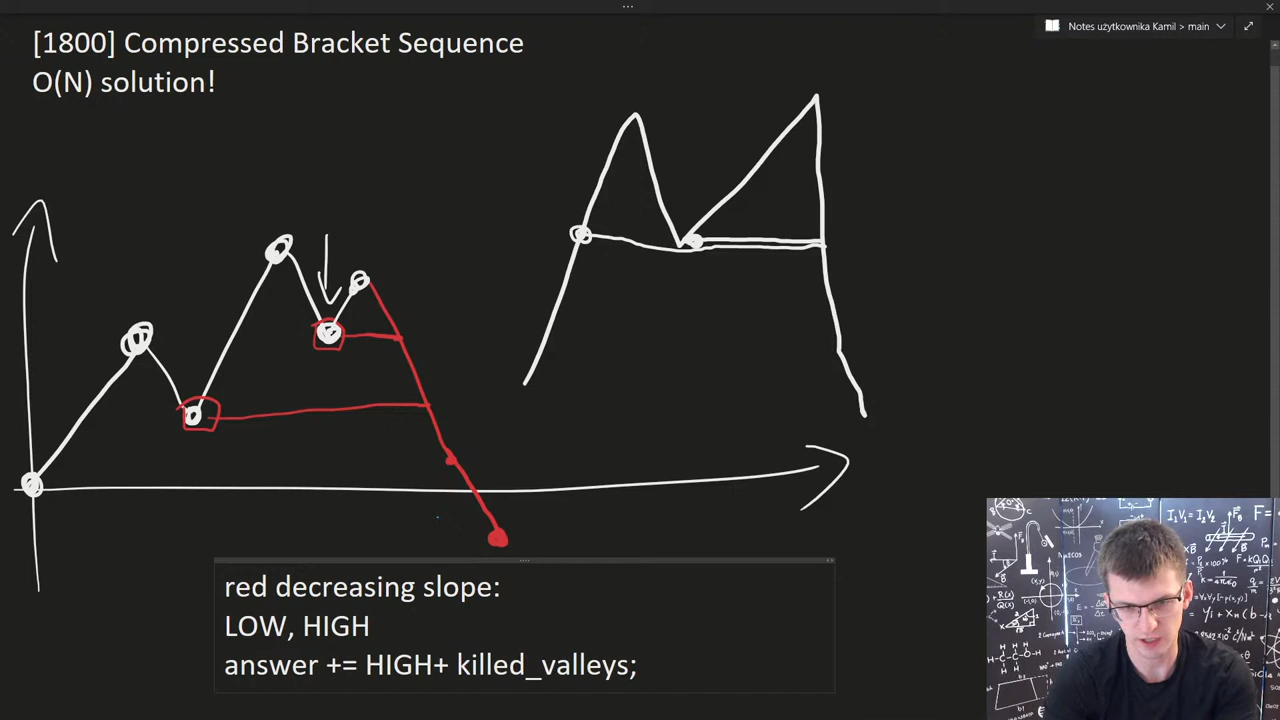 [1800] Compressed Bracket Sequence
O(N) solution!
Notes użytkownika Kamil > main
red decreasing slope:
LOW, HIGH
answer += HIGH+ killed_valleys;